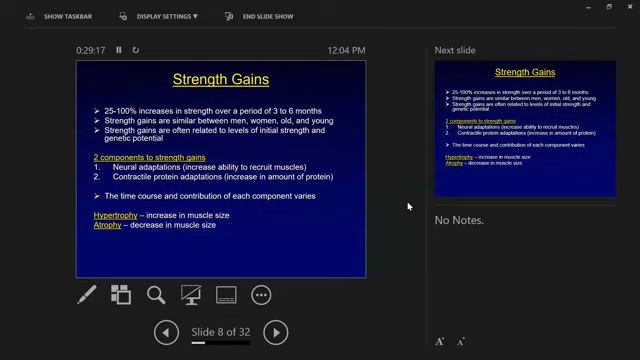 SHOW TASKBAR
DISPLAY SETTINGS ▼
END SLIDE SHOW
0:29:17
12:04 PM
Strength Gains
➢ 25-100% increases in strength over a period of 3 to 6 months
➢ Strength gains are similar between men, women, old, and young
➢ Strength gains are often related to levels of initial strength and
genetic potential
2 components to strength gains
1. Neural adaptations (increase ability to recruit muscles)
2. Contractile protein adaptations (increase in amount of protein)
➢ The time course and contribution of each component varies
Hypertrophy – increase in muscle size
Atrophy – decrease in muscle size
Slide 8 of 32
Next slide
Strength Gains
➢ 25-100% increases in strength over a period of 3 to 6 months
➢ Strength gains are similar between men, women, old, and young
➢ Strength gains are often related to levels of initial strength and
genetic potential
2 components to strength gains
1. Neural adaptations (increase ability to recruit muscles)
2. Contractile protein adaptations (increase in amount of protein)
➢ The time course and contribution of each component varies
Hypertrophy – increase in muscle size
Atrophy – decrease in muscle size
No Notes.
A A